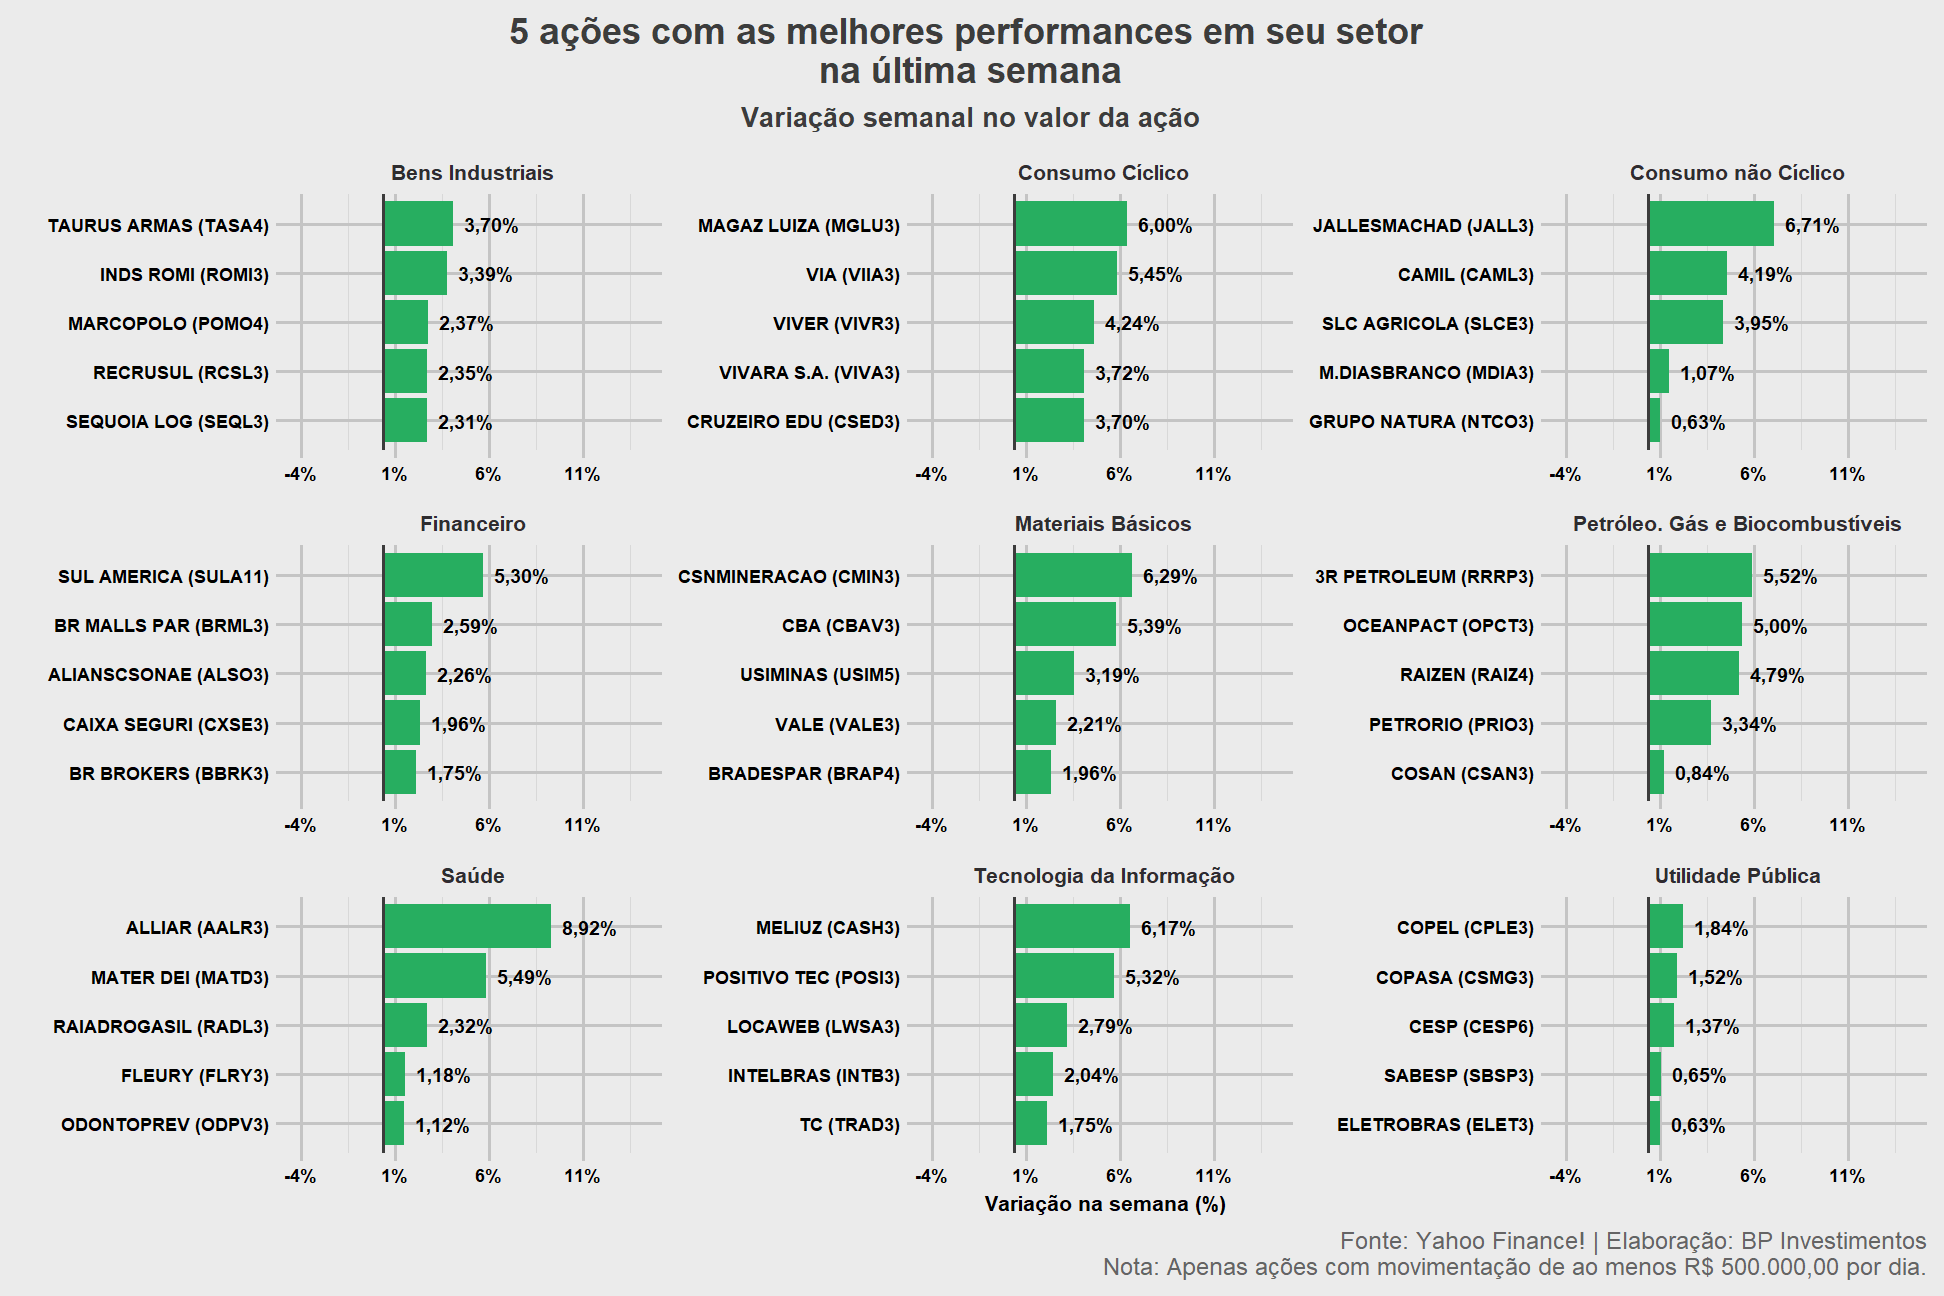 5 ações com as melhores performances em seu setor
na última semana
Variação semanal no valor da ação
Bens Industriais
TAURUS ARMAS (TASA4) 3,70%
INDS ROMI (ROMI3) 3,39%
MARCOPOLO (POMO4) 2,37%
RECRUSUL (RCSL3) 2,35%
SEQUOIA LOG (SEQL3) 2,31%
-4% 1% 6% 11%
Consumo Cíclico
MAGAZ LUIZA (MGLU3) 6,00%
VIA (VIIA3) 5,45%
VIVER (VIVR3) 4,24%
VIVARA S.A. (VIVA3) 3,72%
CRUZEIRO EDU (CSED3) 3,70%
-4% 1% 6% 11%
Consumo não Cíclico
JALLESMACHAD (JALL3) 6,71%
CAMIL (CAML3) 4,19%
SLC AGRICOLA (SLCE3) 3,95%
M.DIASBRANCO (MDIA3) 1,07%
GRUPO NATURA (NTCO3) 0,63%
-4% 1% 6% 11%
Financeiro
SUL AMERICA (SULA11) 5,30%
BR MALLS PAR (BRML3) 2,59%
ALIANSCSONAE (ALSO3) 2,26%
CAIXA SEGURI (CXSE3) 1,96%
BR BROKERS (BBRK3) 1,75%
-4% 1% 6% 11%
Materiais Básicos
CSNMINERACAO (CMIN3) 6,29%
CBA (CBAV3) 5,39%
USIMINAS (USIM5) 3,19%
VALE (VALE3) 2,21%
BRADESPAR (BRAP4) 1,96%
-4% 1% 6% 11%
Petróleo. Gás e Biocombustíveis
3R PETROLEUM (RRRP3) 5,52%
OCEANPACT (OPCT3) 5,00%
RAIZEN (RAIZ4) 4,79%
PETRORIO (PRIO3) 3,34%
COSAN (CSAN3) 0,84%
-4% 1% 6% 11%
Saúde
ALLIAR (AALR3) 8,92%
MATER DEI (MATD3) 5,49%
RAIADROGASIL (RADL3) 2,32%
FLEURY (FLRY3) 1,18%
ODONTOPREV (ODPV3) 1,12%
-4% 1% 6% 11%
Tecnologia da Informação
MELIUZ (CASH3) 6,17%
POSITIVO TEC (POSI3) 5,32%
LOCAWEB (LWSA3) 2,79%
INTELBRAS (INTB3) 2,04%
TC (TRAD3) 1,75%
-4% 1% 6% 11%
Utilidade Pública
COPEL (CPLE3) 1,84%
COPASA (CSMG3) 1,52%
CESP (CESP6) 1,37%
SABESP (SBSP3) 0,65%
ELETROBRAS (ELET3) 0,63%
-4% 1% 6% 11%
Variação na semana (%)
Fonte: Yahoo Finance! | Elaboração: BP Investimentos
Nota: Apenas ações com movimentação de ao menos R$ 500.000,00 por dia.